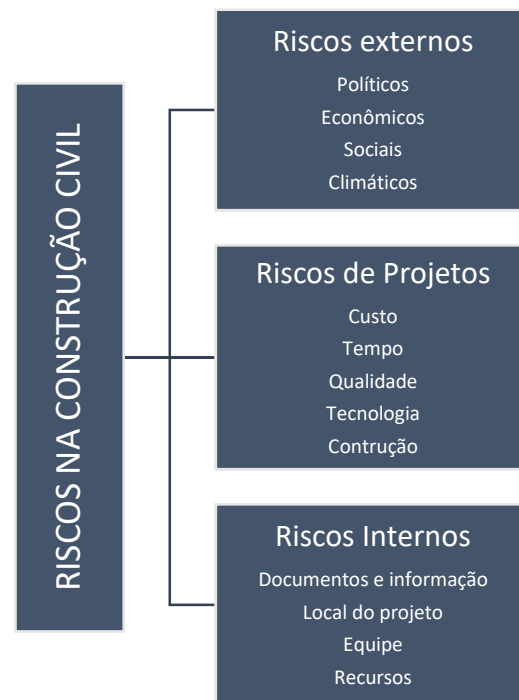 RISCOS NA CONSTRUÇÃO CIVIL
Riscos externos
Políticos
Econômicos
Sociais
Climáticos
Riscos de Projetos
Custo
Tempo
Qualidade
Tecnologia
Contrução
Riscos Internos
Documentos e informação
Local do projeto
Equipe
Recursos